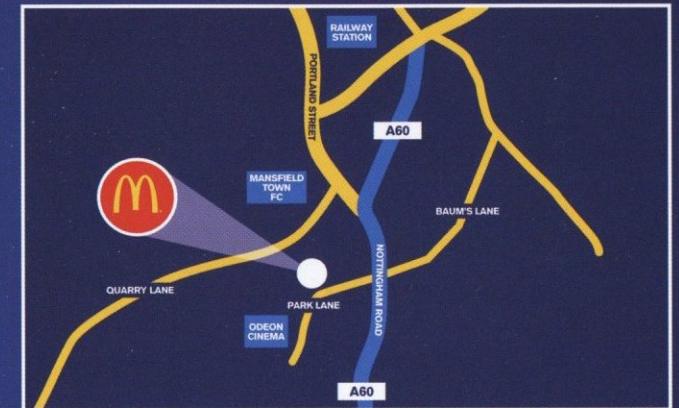 RAILWAY
STATION
PORTLAND STREET
A60
MANSFIELD
TOWN
FC
BAUM'S LANE
NOTTINGHAM ROAD
QUARRY LANE
PARK LANE
ODEON
CINEMA
A60